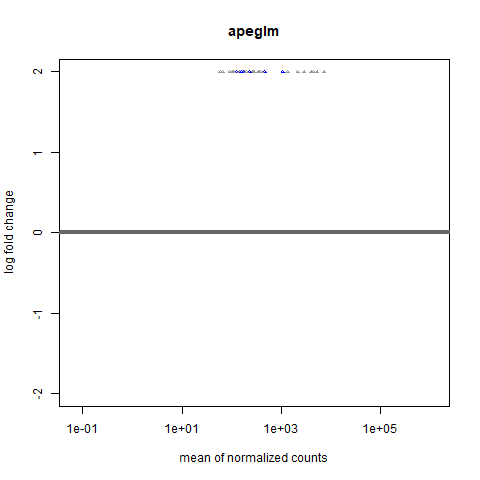 apeglm
log fold change
2
1
0
-1
-2
1e-01
1e+01
1e+03
1e+05
mean of normalized counts